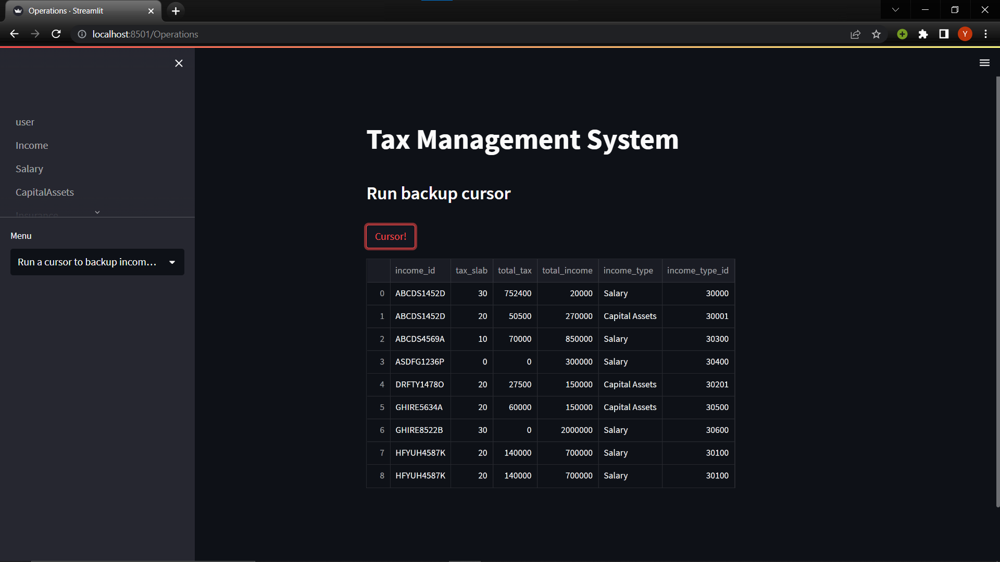 Operations · Streamlit
localhost:8501/Operations
Y
user
Income
Salary
CapitalAssets
Insurance
Menu
Run a cursor to backup incom...
Tax Management System
Run backup cursor
Cursor!
income_id tax_slab total_tax total_income income_type income_type_id
0 ABCDS1452D 30 752400 20000 Salary 30000
1 ABCDS1452D 20 50500 270000 Capital Assets 30001
2 ABCDS4569A 10 70000 850000 Salary 30300
3 ASDFG1236P 0 0 300000 Salary 30400
4 DRFTY1478O 20 27500 150000 Capital Assets 30201
5 GHIRE5634A 20 60000 150000 Capital Assets 30500
6 GHIRE8522B 30 0 2000000 Salary 30600
7 HFYUH4587K 20 140000 700000 Salary 30100
8 HFYUH4587K 20 140000 700000 Salary 30100